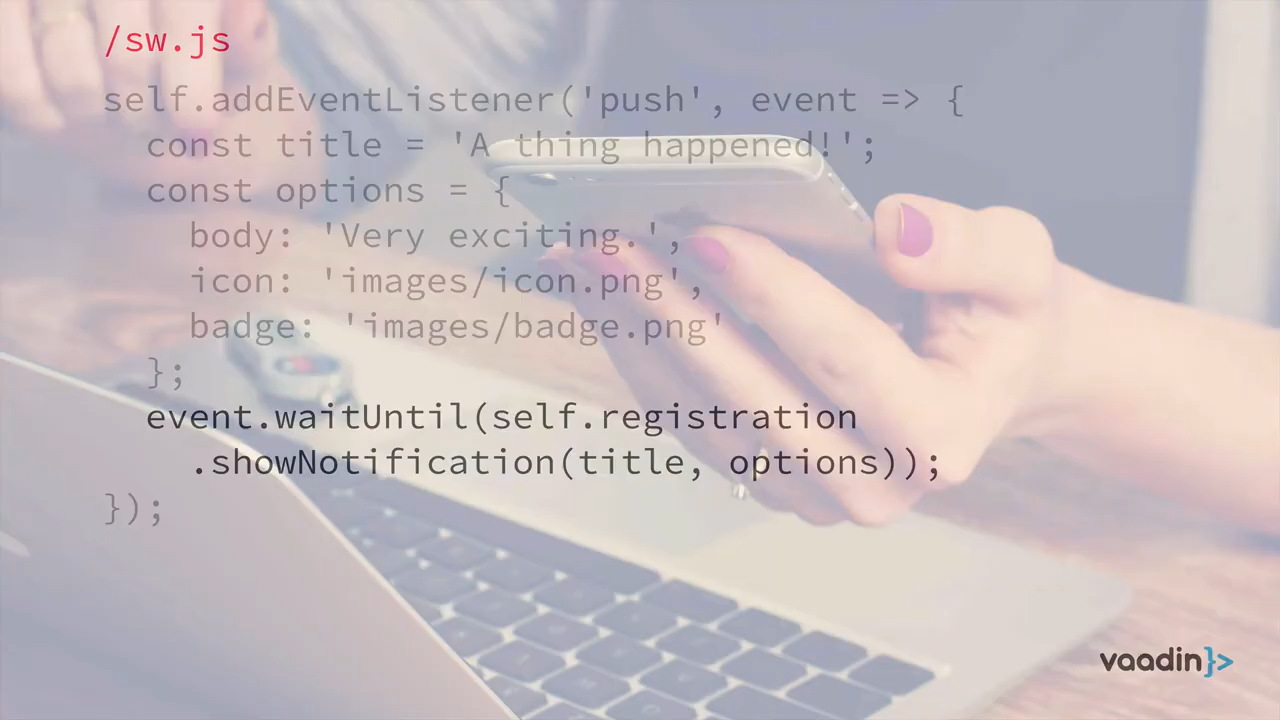 /sw.js
self.addEventListener('push', event => {
  const title = 'A thing happened!';
  const options = {
    body: 'Very exciting.',
    icon: 'images/icon.png',
    badge: 'images/badge.png'
  };
  event.waitUntil(self.registration
    .showNotification(title, options));
});
vaadin}>